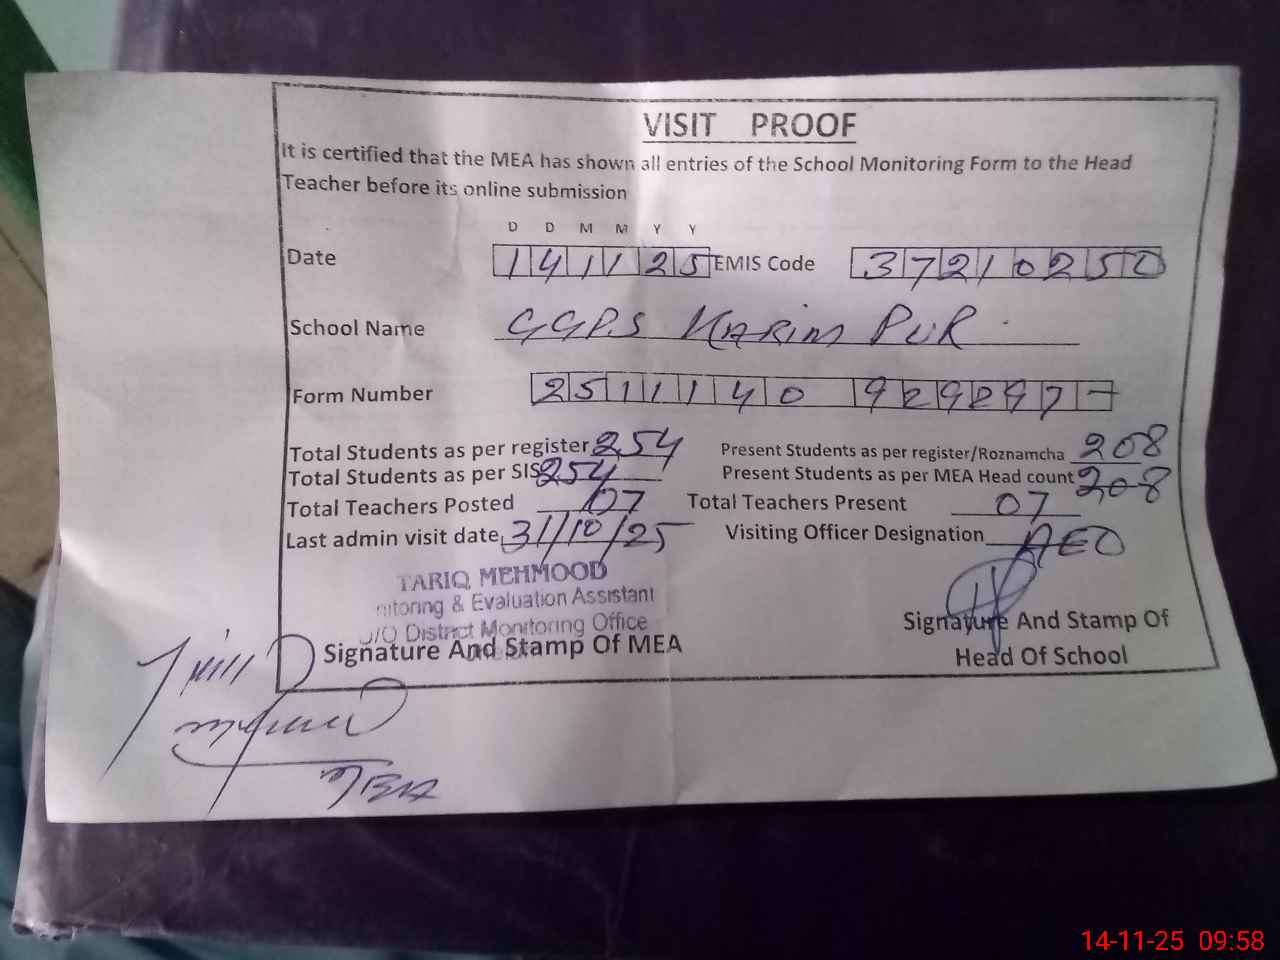 VISIT PROOF
It is certified that the MEA has shown all entries of the School Monitoring Form to the Head
Teacher before its online submission
D D M M Y Y
Date 141125 EMIS Code 37210250
School Name GGPS KARIM PUR
Form Number 25111140 929297-
Total Students as per register 254 Present Students as per register/Roznamcha 208
Total Students as per SIS 254 Present Students as per MEA Head count 208
Total Teachers Posted 07 Total Teachers Present 07
Last admin visit date 31/10/25 Visiting Officer Designation AEO
TARIQ MEHMOOD
nitoring & Evaluation Assistant
O/O District Monitoring Office
Signature And Stamp Of MEA
Signature And Stamp Of
Head Of School
14-11-25 09:58